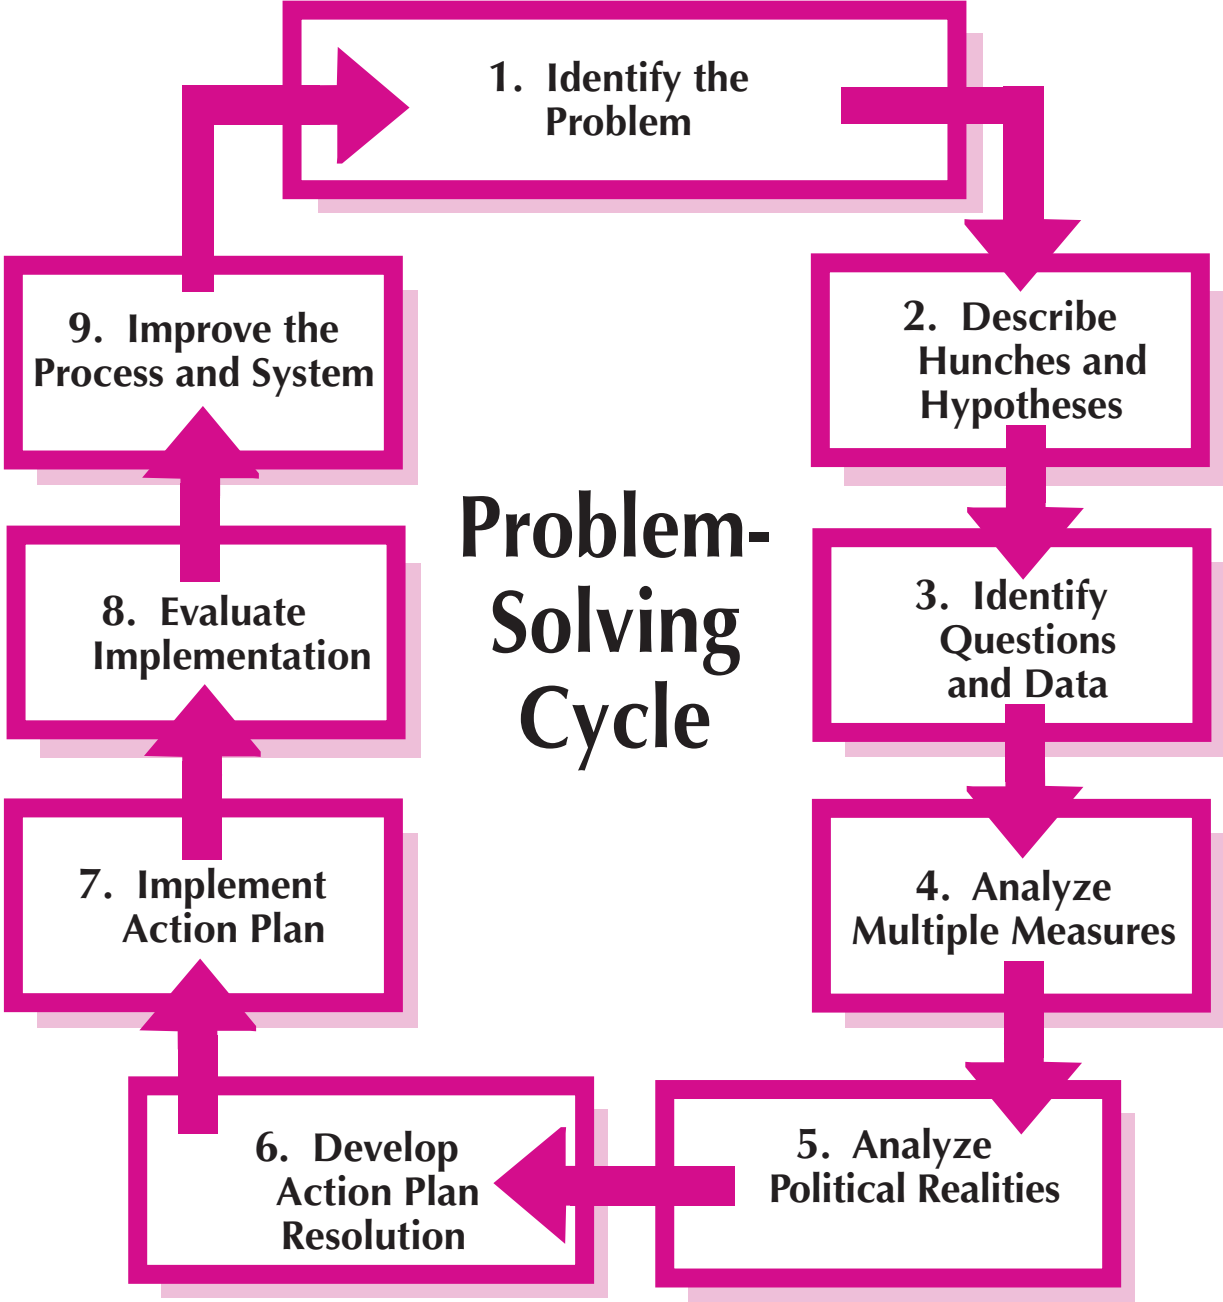 1. Identify the
Problem
2. Describe
Hunches and
Hypotheses
3. Identify
Questions
and Data
4. Analyze
Multiple Measures
5. Analyze
Political Realities
6. Develop
Action Plan
Resolution
7. Implement
Action Plan
8. Evaluate
Implementation
9. Improve the
Process and System
Problem-
Solving
Cycle